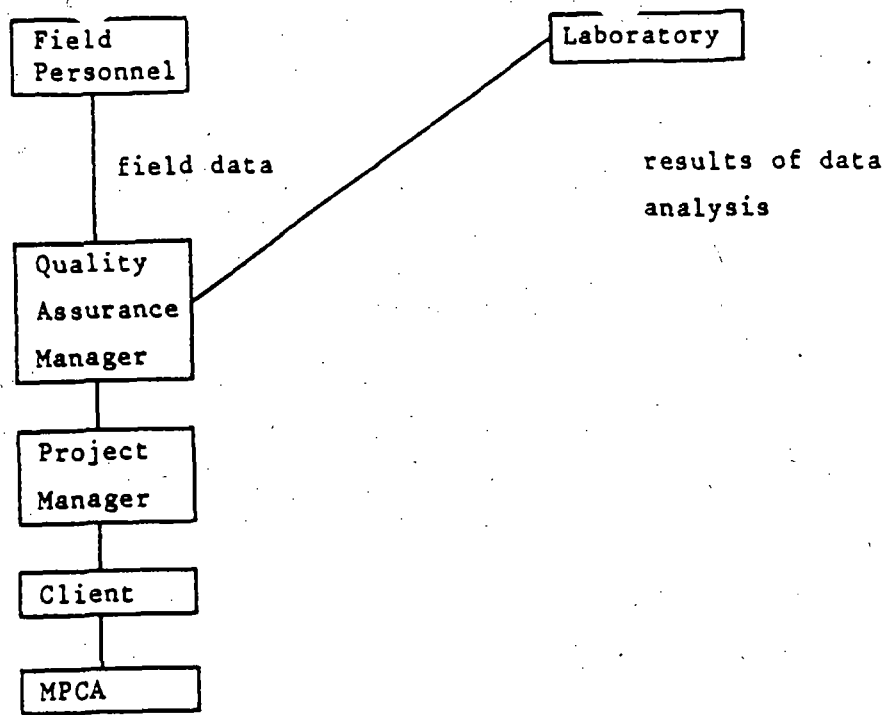 Field
Personnel
Laboratory
field data
results of data
analysis
Quality
Assurance
Manager
Project
Manager
Client
MPCA